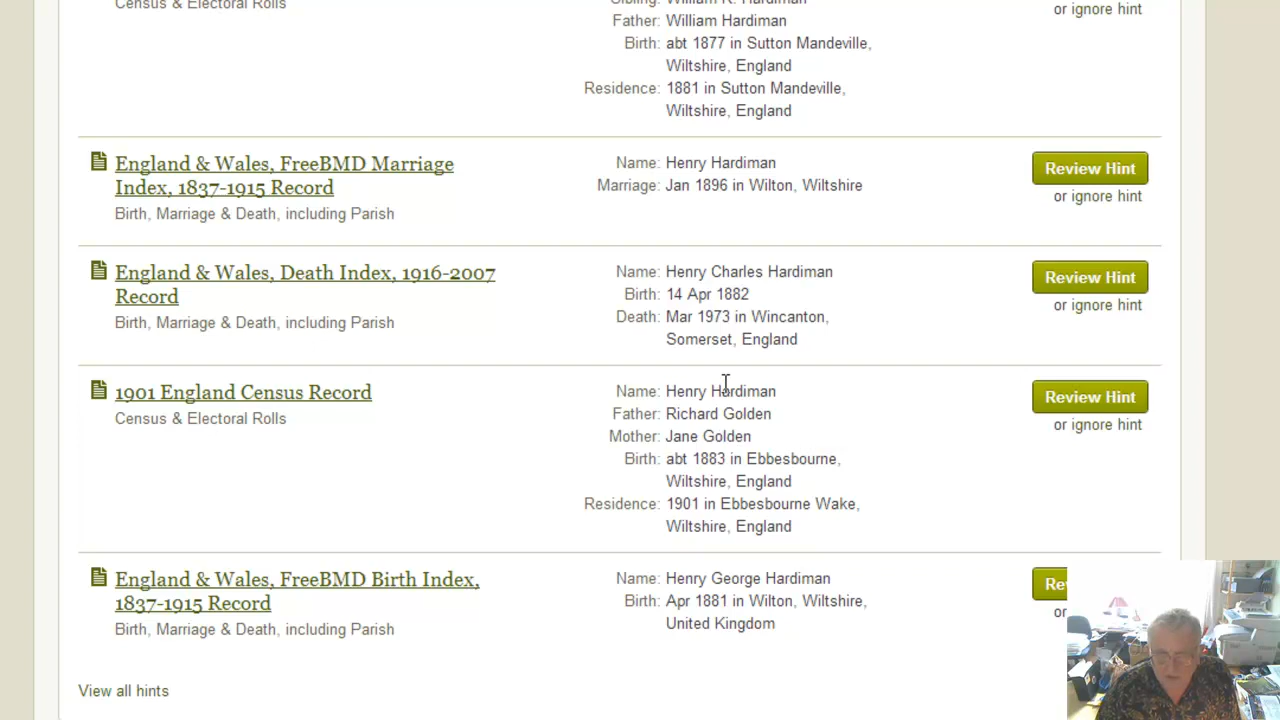 Census & Electoral Rolls
William Hardiman
or ignore hint
Father: William Hardiman
Birth: abt 1877 in Sutton Mandeville,
Wiltshire, England
Residence: 1881 in Sutton Mandeville,
Wiltshire, England
England & Wales, FreeBMD Marriage
Index, 1837-1915 Record
Birth, Marriage & Death, including Parish
Name: Henry Hardiman
Marriage: Jan 1896 in Wilton, Wiltshire
Review Hint
or ignore hint
England & Wales, Death Index, 1916-2007
Record
Birth, Marriage & Death, including Parish
Name: Henry Charles Hardiman
Birth: 14 Apr 1882
Death: Mar 1973 in Wincanton,
Somerset, England
Review Hint
or ignore hint
1901 England Census Record
Census & Electoral Rolls
Name: Henry Hardiman
Father: Richard Golden
Mother: Jane Golden
Birth: abt 1883 in Ebbesbourne,
Wiltshire, England
Residence: 1901 in Ebbesbourne Wake,
Wiltshire, England
Review Hint
or ignore hint
England & Wales, FreeBMD Birth Index,
1837-1915 Record
Birth, Marriage & Death, including Parish
Name: Henry George Hardiman
Birth: Apr 1881 in Wilton, Wiltshire,
United Kingdom
Re
or
View all hints